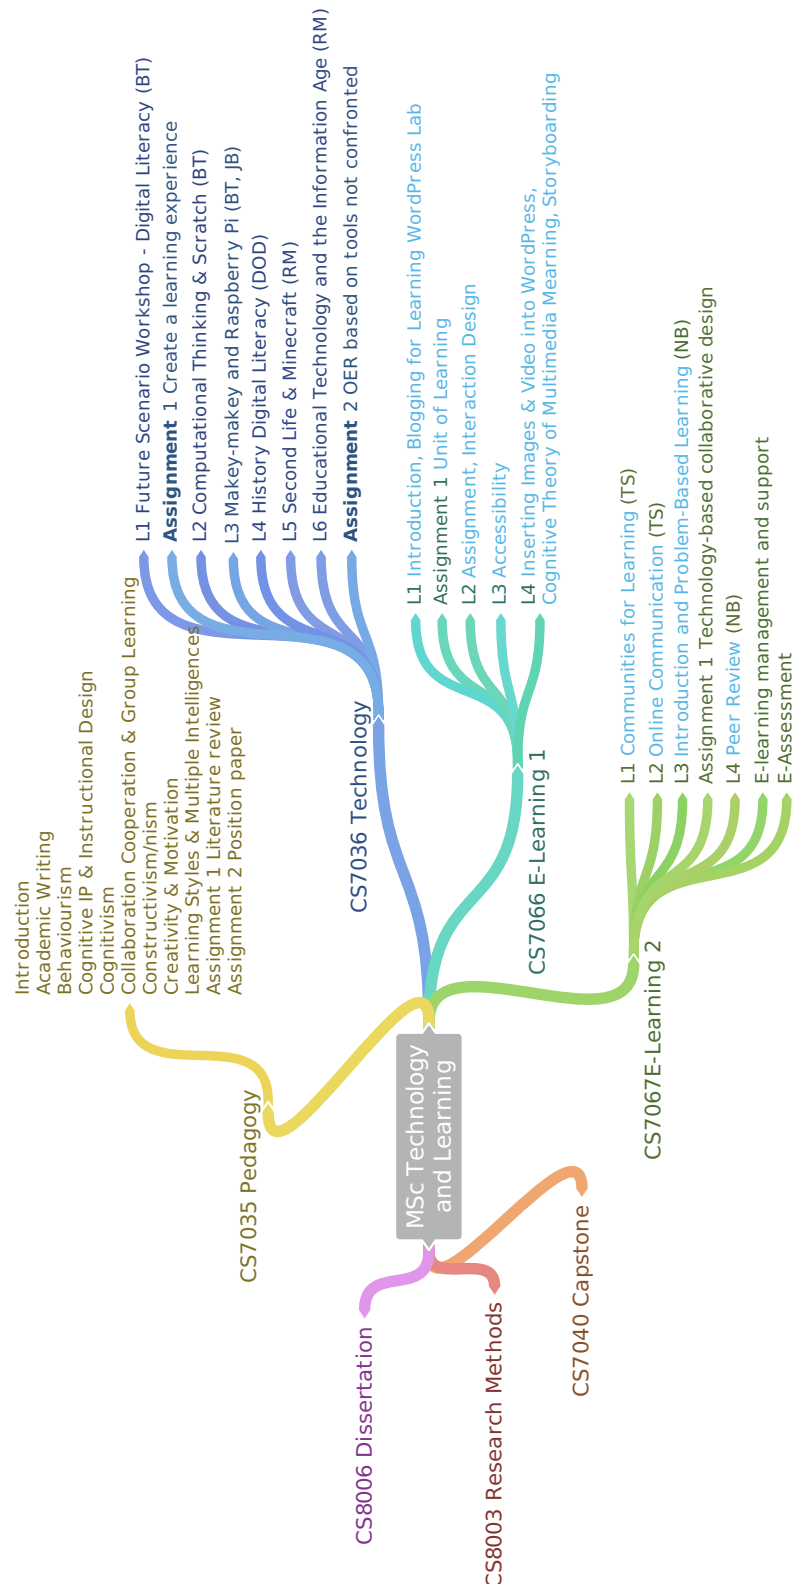 MSc Technology
and Learning
CS7035 Pedagogy
Introduction
Academic Writing
Behaviourism
Cognitive IP & Instructional Design
Cognitivism
Collaboration Cooperation & Group Learning
Constructivism/nism
Creativity & Motivation
Learning Styles & Multiple Intelligences
Assignment 1 Literature review
Assignment 2 Position paper
CS7036 Technology
L1 Future Scenario Workshop - Digital Literacy (BT)
Assignment 1 Create a learning experience
L2 Computational Thinking & Scratch (BT)
L3 Makey-makey and Raspberry Pi (BT, JB)
L4 History Digital Literacy (DOD)
L5 Second Life & Minecraft (RM)
L6 Educational Technology and the Information Age (RM)
Assignment 2 OER based on tools not confronted
CS7066 E-Learning 1
L1 Introduction, Blogging for Learning WordPress Lab
Assignment 1 Unit of Learning
L2 Assignment, Interaction Design
L3 Accessibility
L4 Inserting Images & Video into WordPress,
Cognitive Theory of Multimedia Mearning, Storyboarding
CS7067E-Learning 2
L1 Communities for Learning (TS)
L2 Online Communication (TS)
L3 Introduction and Problem-Based Learning (NB)
Assignment 1 Technology-based collaborative design
L4 Peer Review (NB)
E-learning management and support
E-Assessment
CS8006 Dissertation
CS8003 Research Methods
CS7040 Capstone